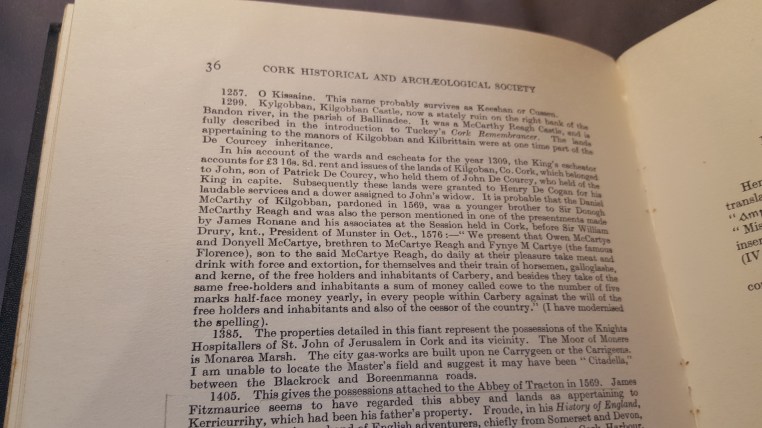 36 CORK HISTORICAL AND ARCHÆOLOGICAL SOCIETY
1257. O Kissaine. This name probably survives as Keeshan or Cussen.
1299. Kylgobban, Kilgobban Castle, now a stately ruin on the right bank of the
Bandon river, in the parish of Ballinadee. It was a McCarthy Reagh Castle, and is
fully described in the introduction to Tuckey's Cork Remembrancer. The lands
appertaining to the manors of Kilgobban and Kilbrittain were at one time part of the
De Courcey inheritance.
In his account of the wards and escheats for the year 1309, the King's escheator
accounts for £3 16s. 8d. rent and issues of the lands of Kilgoban, Co. Cork, which belonged
to John, son of Patrick De Courcy, who held them of John De Courcy, who held of the
King in capite. Subsequently these lands were granted to Henry De Cogan for his
laudable services and a dower assigned to John's widow. It is probable that the Daniel
McCarthy of Kilgobban, pardoned in 1569, was a younger brother to Sir Donogh
McCarthy Reagh and was also the person mentioned in one of the presentments made
by James Ronane and his associates at the Session held in Cork, before Sir William
Drury, knt., President of Munster in Oct., 1576 :—“ We present that Owen McCartye
and Donyell McCartye, brethren to McCartye Reagh and Fynye M Cartye (the famous
Florence), son to the said McCartye Reagh, do daily at their pleasure take meat and
drink with force and extortion, for themselves and their train of horsemen, galloglashe,
and kerne, of the free holders and inhabitants of Carbery, and besides they take of the
same free-holders and inhabitants a sum of money called cowe to the number of five
marks half-face money yearly, in every people within Carbery against the will of the
free holders and inhabitants and also of the cessor of the country.” (I have modernised
the spelling).
1385. The properties detailed in this fiant represent the possessions of the Knights
Hospitallers of St. John of Jerusalem in Cork and its vicinity. The Moor of Monere
is Monarea Marsh. The city gas-works are built upon ne Carrygeen or the Carrigeens.
I am unable to locate the Master's field and suggest it may have been “ Citadella,”
between the Blackrock and Boreenmanna roads.
1405. This gives the possessions attached to the Abbey of Tracton in 1569. James
Fitzmaurice seems to have regarded this abbey and lands as appertaining to
Kerricurrihy, which had been his father's property. Froude, in his History of England,
of English adventurers, chiefly from Somerset and Devon,
Cork Harbour,
Her
transla
“ Amp
“ Mis
inser
(IV
co